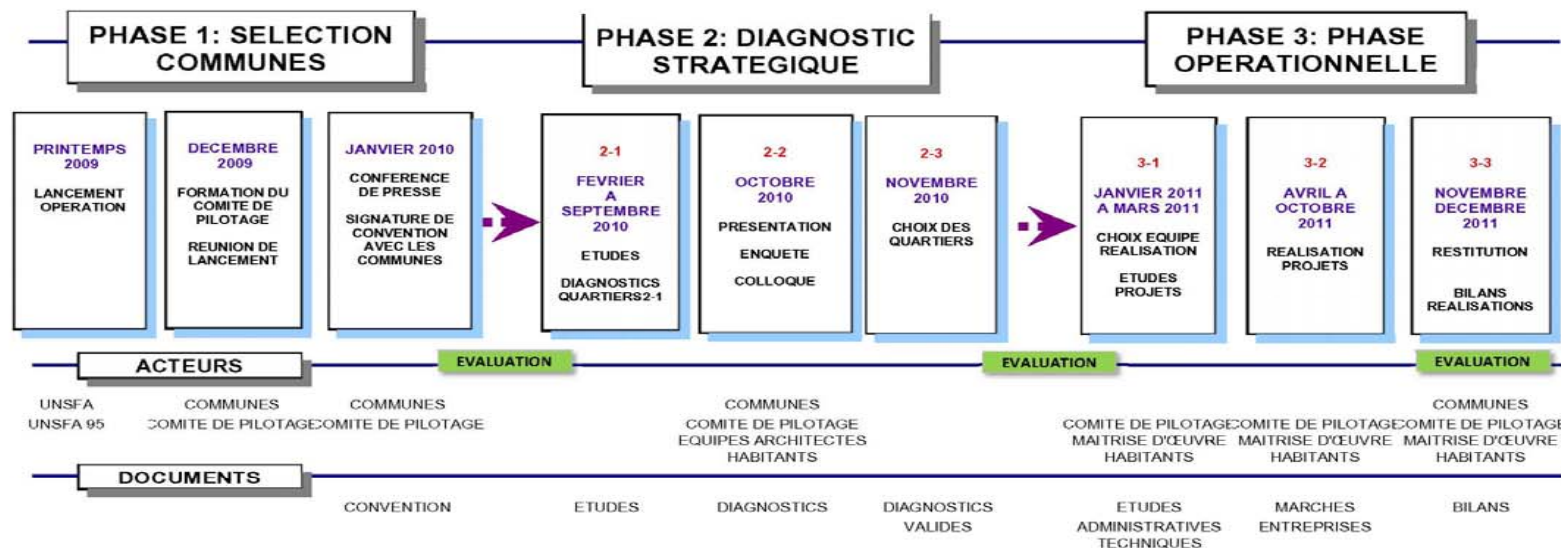 PHASE 1: SELECTION
COMMUNES
PHASE 2: DIAGNOSTIC
STRATEGIQUE
PHASE 3: PHASE
OPERATIONNELLE
PRINTEMPS
2009
LANCEMENT
OPERATION
DECEMBRE
2009
FORMATION DU
COMITE DE
PILOTAGE
REUNION DE
LANCEMENT
JANVIER 2010
CONFERENCE
DE PRESSE
SIGNATURE DE
CONVENTION
AVEC LES
COMMUNES
2-1
FEVRIER
A
SEPTEMBRE
2010
ETUDES
DIAGNOSTICS
QUARTIERS2-1
2-2
OCTOBRE
2010
PRESENTATION
ENQUETE
COLLOQUE
2-3
NOVEMBRE
2010
CHOIX DES
QUARTIERS
3-1
JANVIER 2011
A MARS 2011
CHOIX EQUIPE
REALISATION
ETUDES
PROJETS
3-2
AVRIL A
OCTOBRE
2011
REALISATION
PROJETS
3-3
NOVEMBRE
DECEMBRE
2011
RESTITUTION
BILANS
REALISATIONS
ACTEURS
EVALUATION
EVALUATION
EVALUATION
UNSFA
UNSFA 95
COMMUNES
COMITE DE PILOTAGE
COMMUNES
COMITE DE PILOTAGE
COMMUNES
COMITE DE PILOTAGE
EQUIPES ARCHITECTES
HABITANTS
COMITE DE PILOTAGE
MAITRISE D'ŒUVRE
HABITANTS
COMITE DE PILOTAGE
MAITRISE D'ŒUVRE
HABITANTS
COMMUNES
COMITE DE PILOTAGE
MAITRISE D'ŒUVRE
HABITANTS
DOCUMENTS
CONVENTION
ETUDES
DIAGNOSTICS
DIAGNOSTICS
VALIDES
ETUDES
ADMINISTRATIVES
TECHNIQUES
MARCHES
ENTREPRISES
BILANS